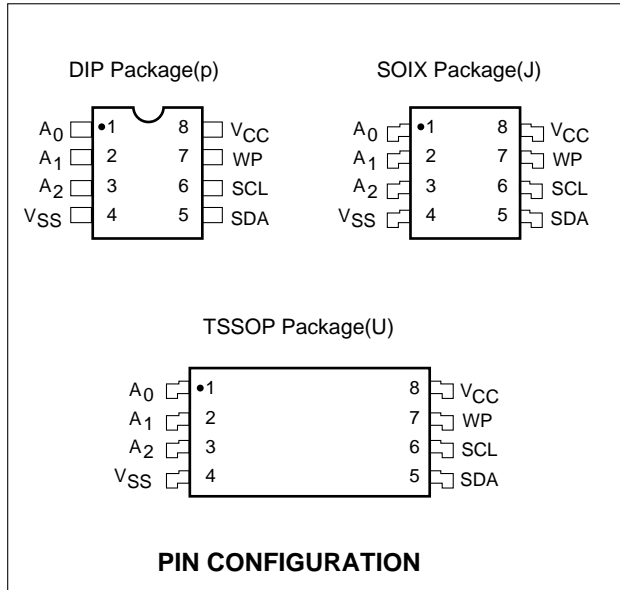 DIP Package(p)
A0 1 8 VCC
A1 2 7 WP
A2 3 6 SCL
VSS 4 5 SDA
SOIX Package(J)
A0 1 8 VCC
A1 2 7 WP
A2 3 6 SCL
VSS 4 5 SDA
TSSOP Package(U)
A0 1 8 VCC
A1 2 7 WP
A2 3 6 SCL
VSS 4 5 SDA
PIN CONFIGURATION